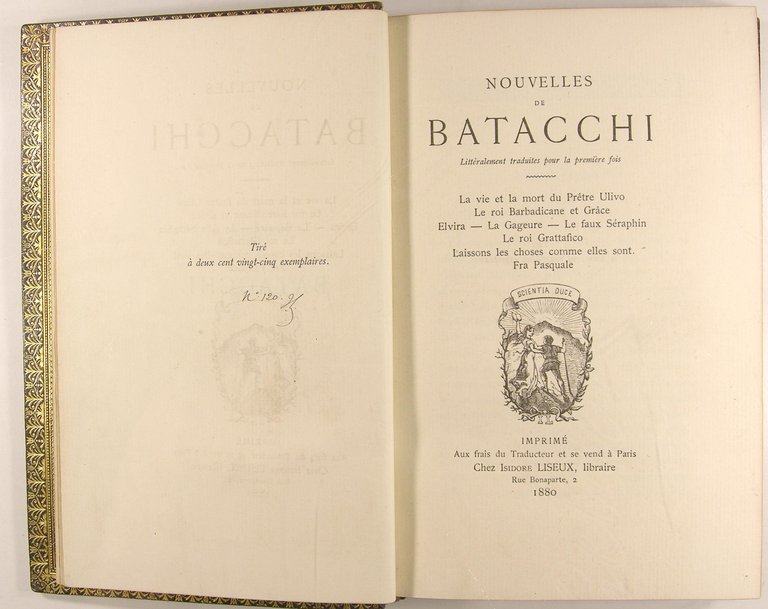 Tiré
à deux cent vingt-cinq exemplaires.
N° 120.
NOUVELLES
DE
BATACCHI
Littéralement traduites pour la première fois
La vie et la mort du Prêtre Ulivo
Le roi Barbadicane et Grâce
Elvira — La Gageure — Le faux Séraphin
Le roi Grattafico
Laissons les choses comme elles sont.
Fra Pasquale
SCIENTIA DUCE
IMPRIMÉ
Aux frais du Traducteur et se vend à Paris
Chez ISIDORE LISEUX, libraire
Rue Bonaparte, 2
1880